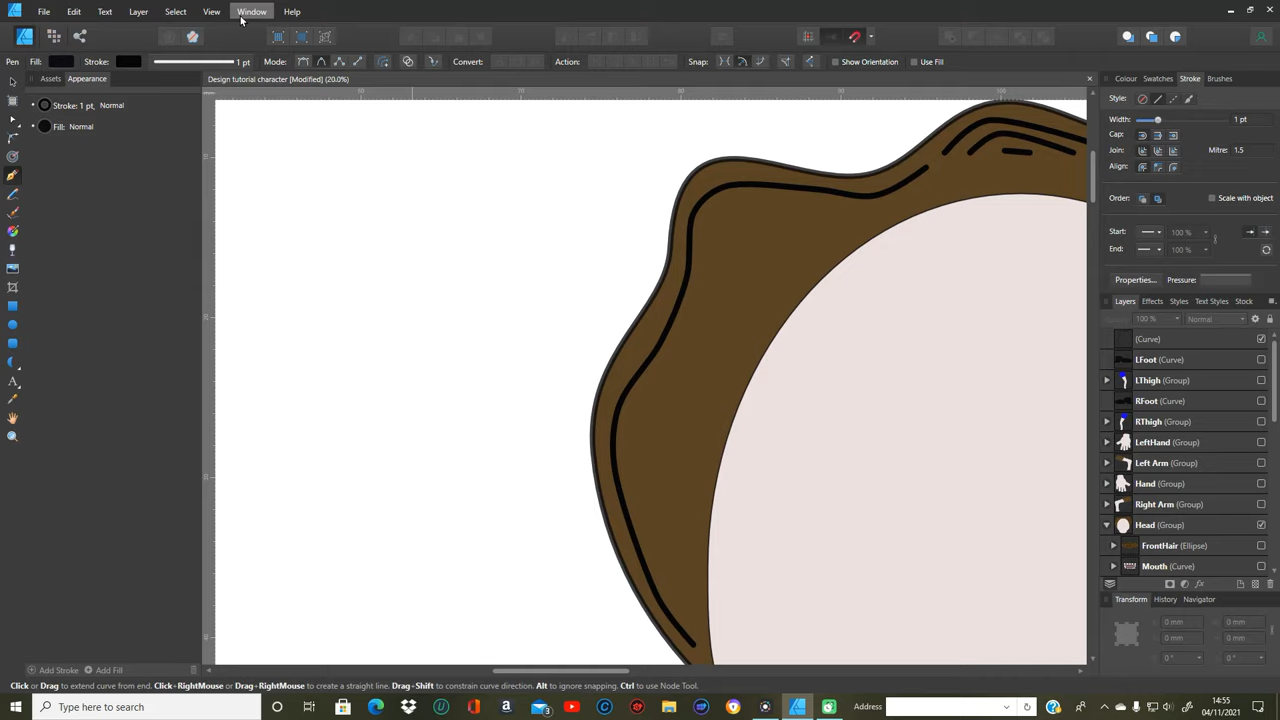 File Edit Text Layer Select View Window Help
Pen Fill: Stroke: 1 pt Mode: Convert: Action: Snap: Show Orientation Use Fill
Assets Appearance
Design tutorial character [Modified] (20.0%)
Colour Swatches Stroke Brushes
Stroke: 1 pt, Normal
Fill: Normal
Style:
Width: 1 pt
Cap:
Join: Mitre: 1.5
Align:
Order: Scale with object
Start: 100 %
End: 100 %
Properties... Pressure:
Layers Effects Styles Text Styles Stock
100 % Normal
(Curve)
LFoot (Curve)
LThigh (Group)
RFoot (Curve)
RThigh (Group)
LeftHand (Group)
Left Arm (Group)
Hand (Group)
Right Arm (Group)
Head (Group)
FrontHair (Ellipse)
Mouth (Curve)
Transform History Navigator
X: 0 mm W: 0 mm
Y: 0 mm H: 0 mm
R: 0 ° S: 0 °
Add Stroke Add Fill
Click or Drag to extend curve from end. Click+RightMouse or Drag+RightMouse to create a straight line. Drag+Shift to constrain curve direction. Alt to ignore snapping. Ctrl to use Node Tool.
Type here to search
Address
14:55
04/11/2021